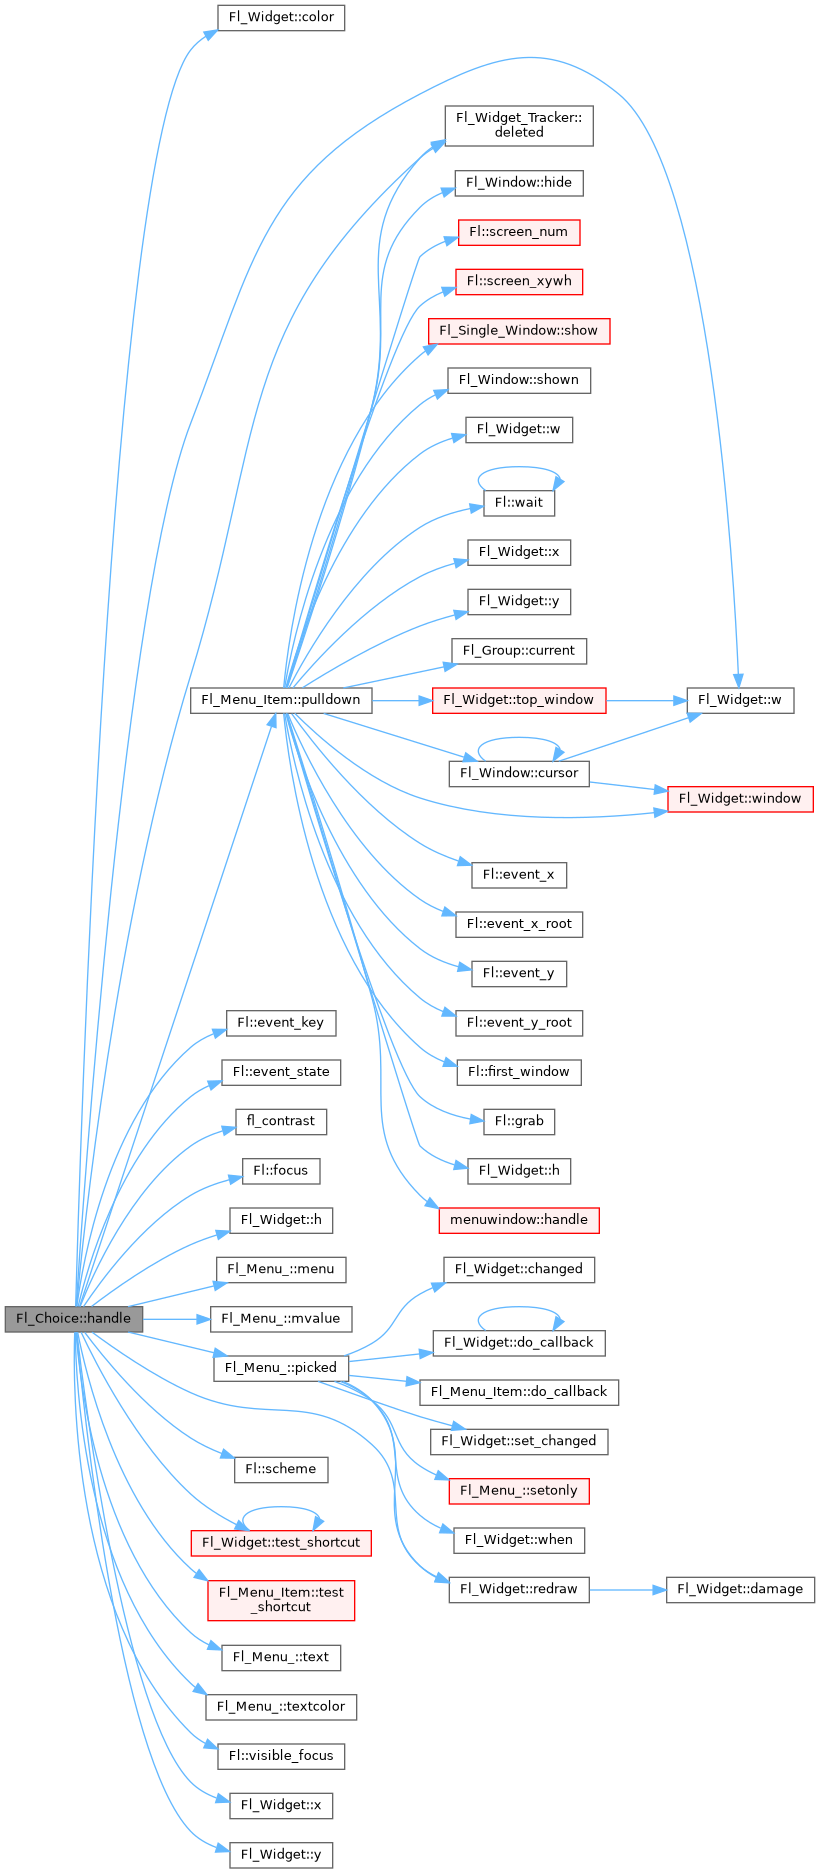 Fl_Widget::color
Fl_Widget_Tracker::
deleted
Fl_Window::hide
Fl::screen_num
Fl::screen_xywh
Fl_Single_Window::show
Fl_Window::shown
Fl_Widget::w
Fl::wait
Fl_Widget::x
Fl_Widget::y
Fl_Group::current
Fl_Menu_Item::pulldown
Fl_Widget::top_window
Fl_Widget::w
Fl_Window::cursor
Fl_Widget::window
Fl::event_x
Fl::event_x_root
Fl::event_y
Fl::event_key
Fl::event_y_root
Fl::event_state
Fl::first_window
fl_contrast
Fl::grab
Fl::focus
Fl_Widget::h
Fl_Widget::h
menuwindow::handle
Fl_Menu_::menu
Fl_Widget::changed
Fl_Choice::handle
Fl_Menu_::mvalue
Fl_Widget::do_callback
Fl_Menu_::picked
Fl_Menu_Item::do_callback
Fl_Widget::set_changed
Fl::scheme
Fl_Menu_::setonly
Fl_Widget::test_shortcut
Fl_Widget::when
Fl_Menu_Item::test
_shortcut
Fl_Widget::redraw
Fl_Widget::damage
Fl_Menu_::text
Fl_Menu_::textcolor
Fl::visible_focus
Fl_Widget::x
Fl_Widget::y